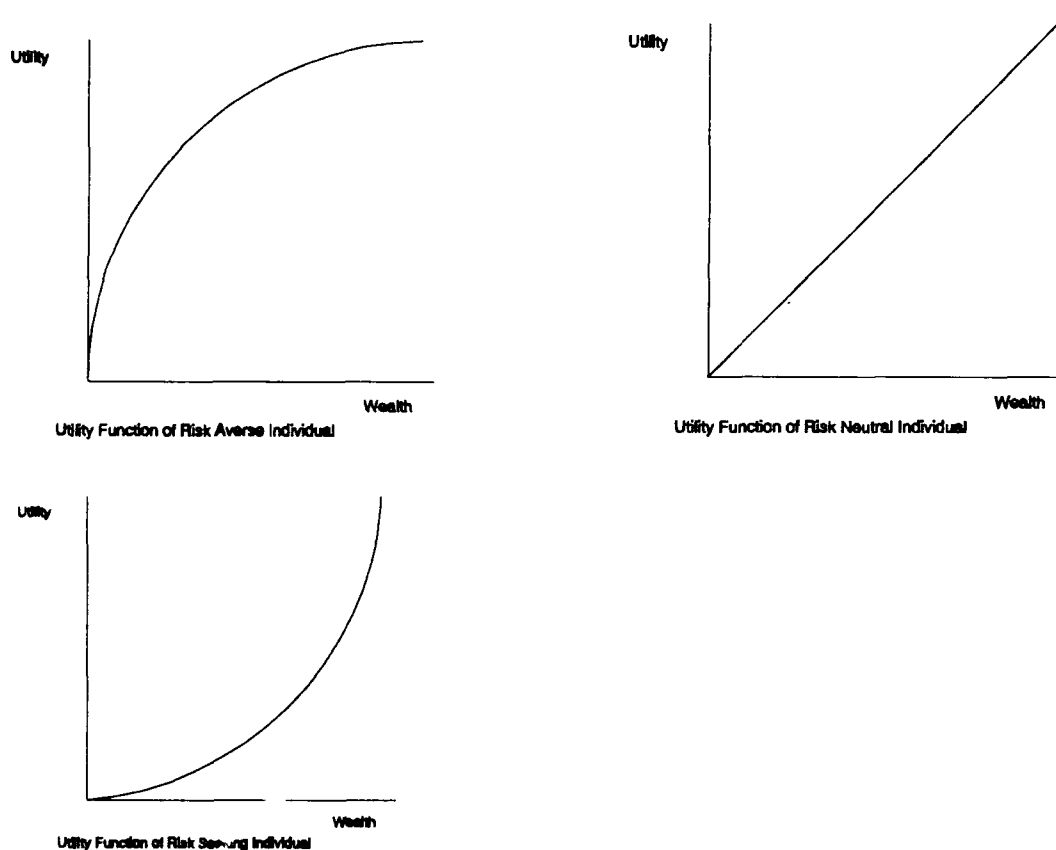 Utility
Wealth
Utility Function of Risk Averse Individual
Utility
Wealth
Utility Function of Risk Neutral Individual
Utility
Wealth
Utility Function of Risk Individual